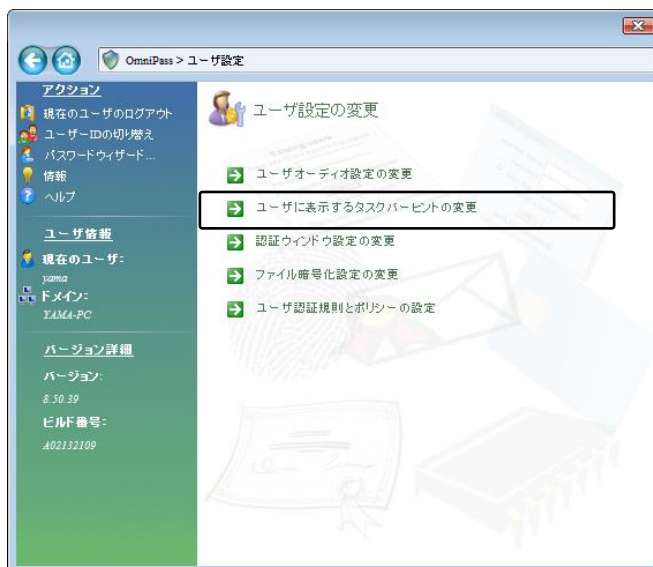 OmniPass > ユーザ設定
アクション
現在のユーザのログアウト
ユーザーIDの切り替え
パスワードウィザード...
情報
ヘルプ
ユーザ情報
現在のユーザ:
yama
ドメイン:
YAMA-PC
バージョン詳細
バージョン:
8.50.39
ビルド番号:
A02132109
ユーザ設定の変更
ユーザオーディオ設定の変更
ユーザに表示するタスクバーヒントの変更
認証ウィンドウ設定の変更
ファイル暗号化設定の変更
ユーザ認証規則とポリシーの設定